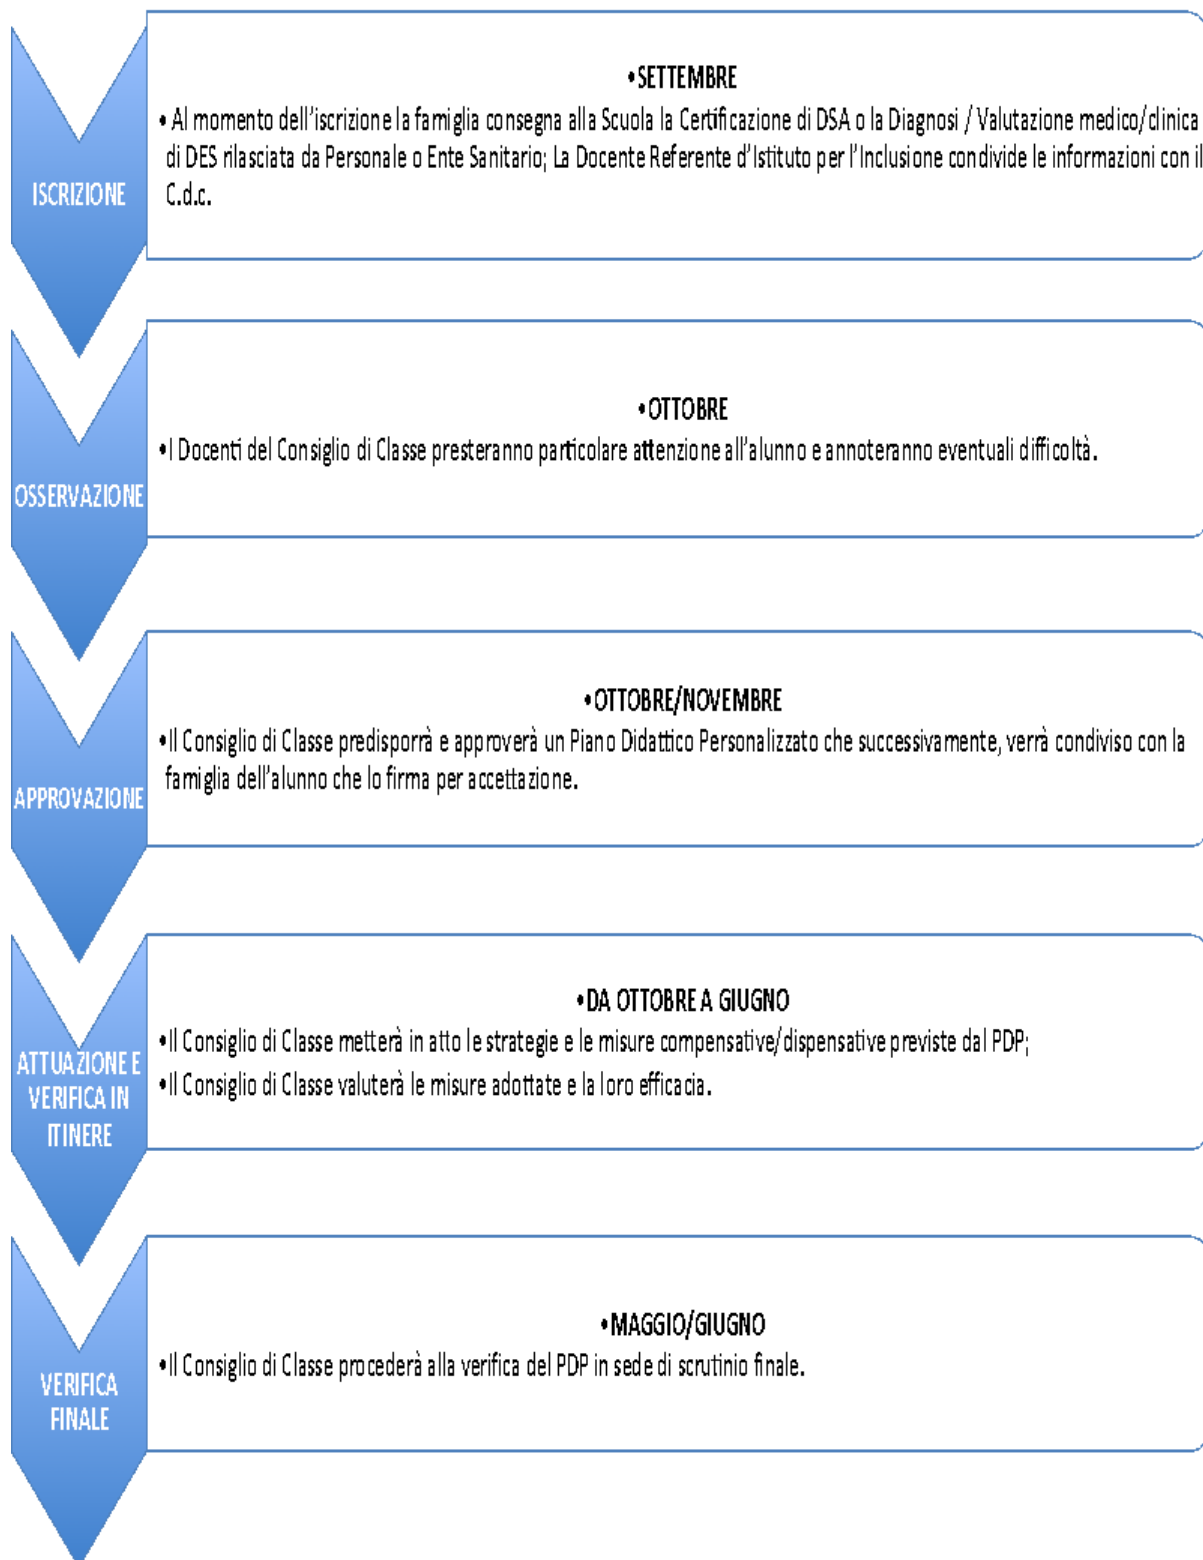 ISCRIZIONE
•SETTEMBRE
• Al momento dell'iscrizione la famiglia consegna alla Scuola la Certificazione di DSA o la Diagnosi / Valutazione medico/clinica
di DES rilasciata da Personale o Ente Sanitario; La Docente Referente d'Istituto per l'Inclusione condivide le informazioni con il
C.d.c.
OSSERVAZIONE
•OTTOBRE
•I Docenti del Consiglio di Classe presteranno particolare attenzione all'alunno e annoteranno eventuali difficoltà.
APPROVAZIONE
•OTTOBRE/NOVEMBRE
•Il Consiglio di Classe predisporrà e approverà un Piano Didattico Personalizzato che successivamente, verrà condiviso con la
famiglia dell'alunno che lo firma per accettazione.
ATTUAZIONE E
VERIFICA IN
ITINERE
•DA OTTOBRE A GIUGNO
•Il Consiglio di Classe metterà in atto le strategie e le misure compensative/dispensative previste dal PDP;
•Il Consiglio di Classe valuterà le misure adottate e la loro efficacia.
VERIFICA
FINALE
•MAGGIO/GIUGNO
•Il Consiglio di Classe procederà alla verifica del PDP in sede di scrutinio finale.